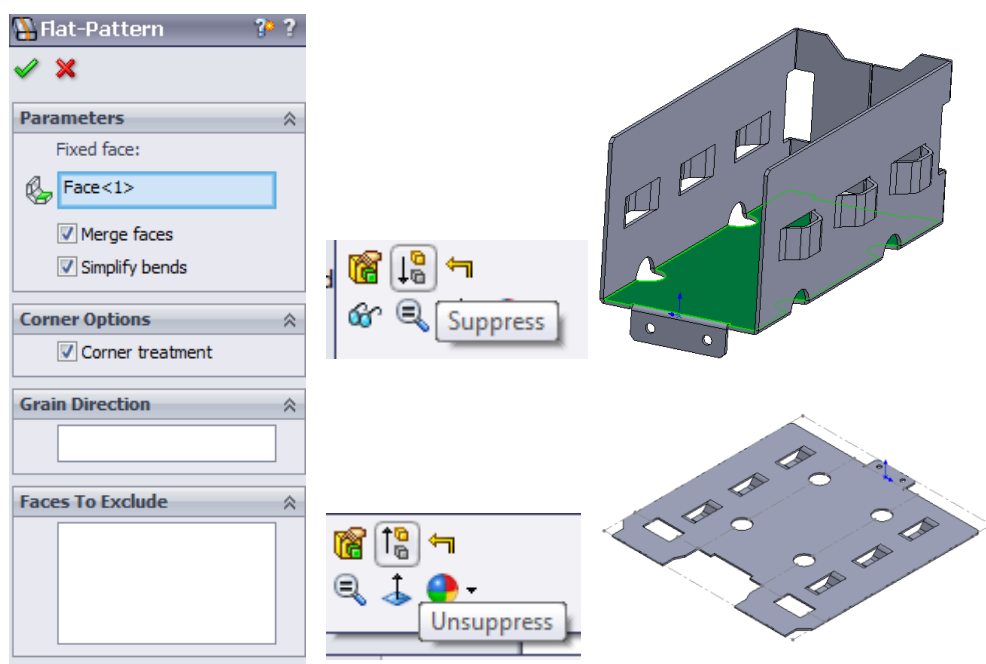 Flat-Pattern
Parameters
Fixed face:
Face<1>
Merge faces
Simplify bends
Corner Options
Corner treatment
Grain Direction
Faces To Exclude
Suppress
Unsuppress